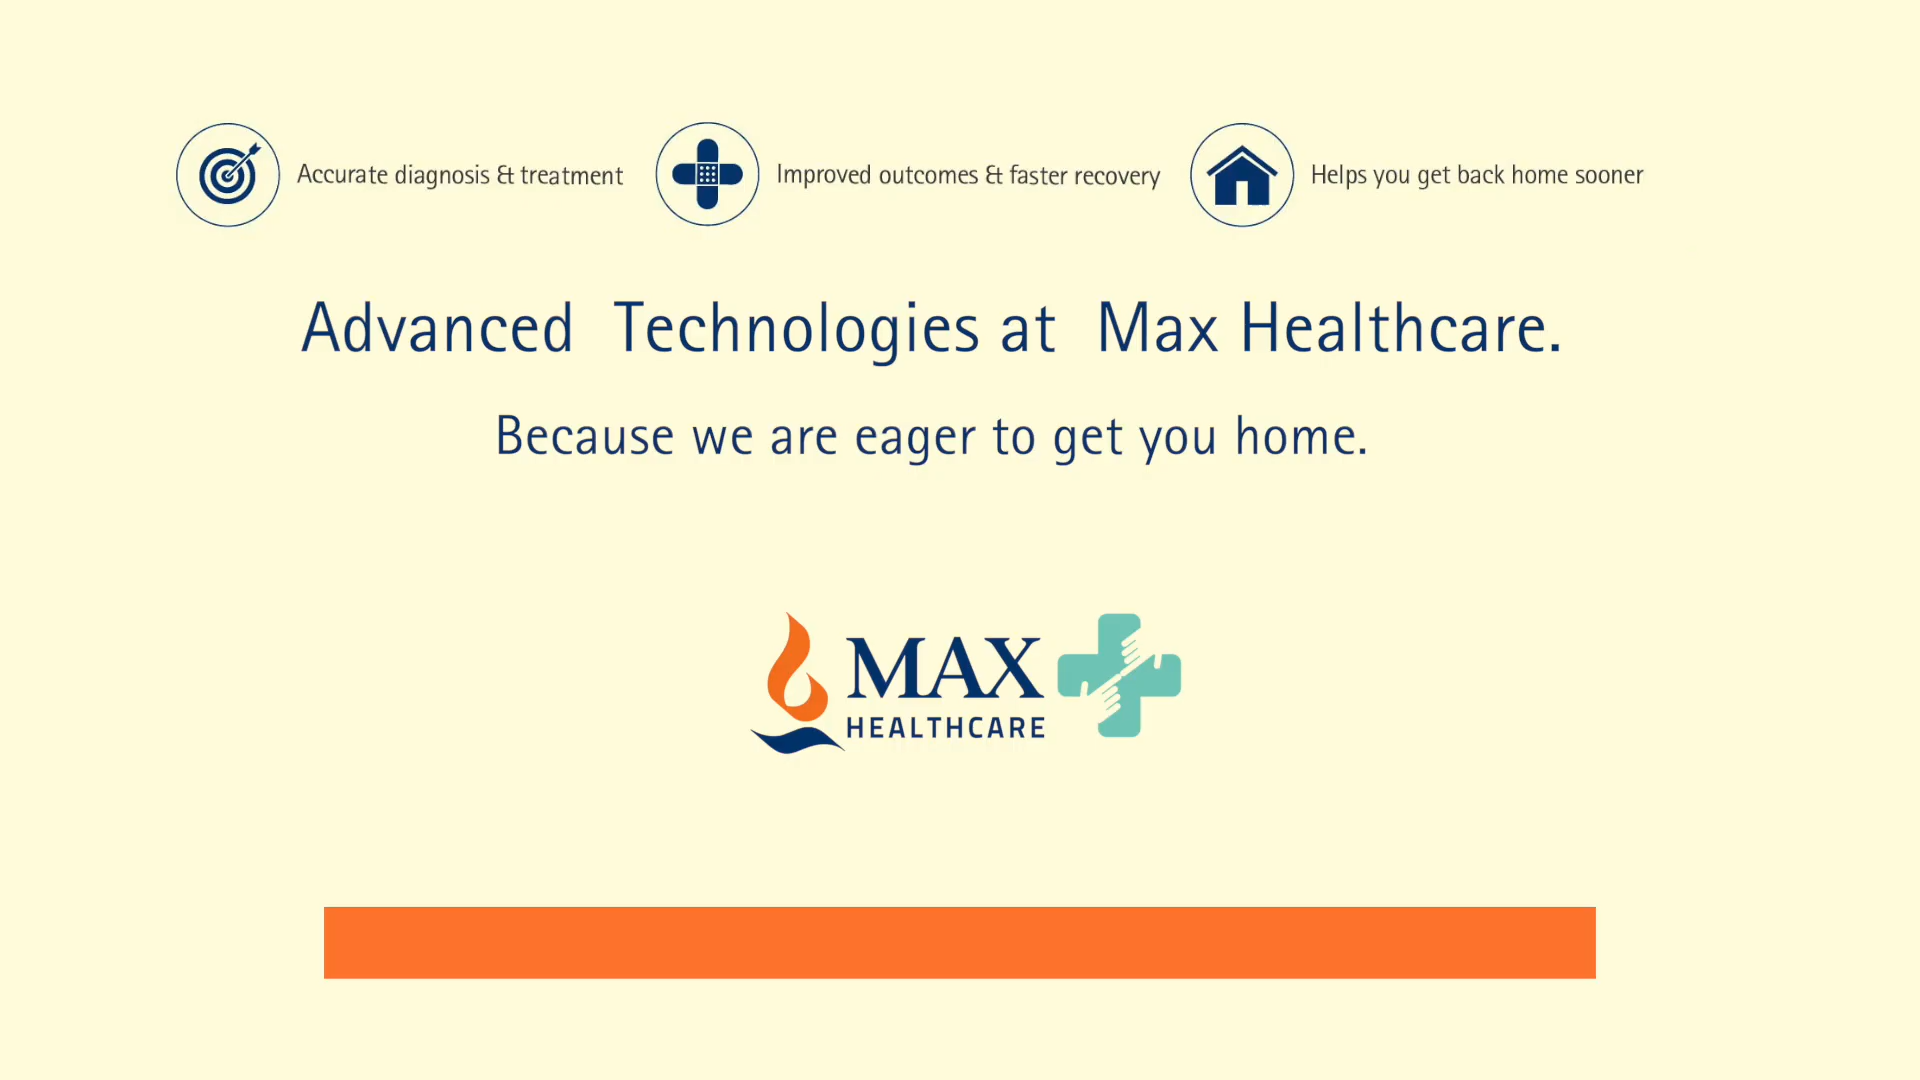 Accurate diagnosis & treatment
Improved outcomes & faster recovery
Helps you get back home sooner
Advanced Technologies at Max Healthcare.
Because we are eager to get you home.
MAX
HEALTHCARE